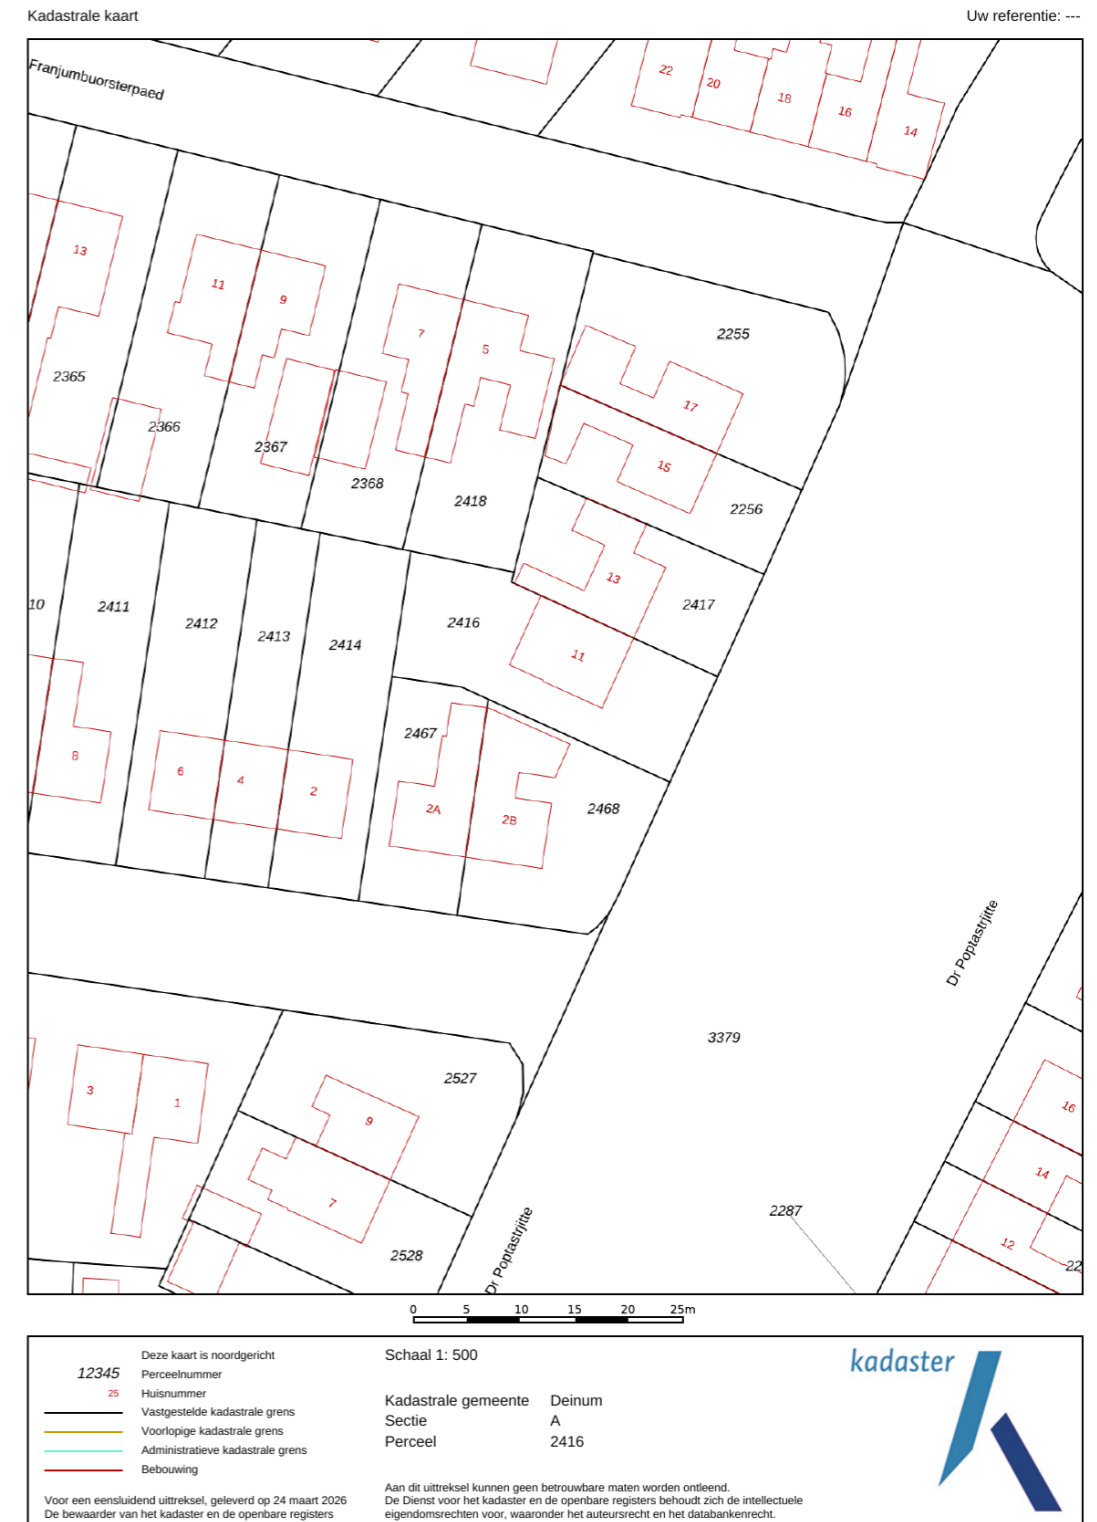 Kadastrale kaart
Uw referentie: ---
Franjumbuorsterpaed
22
20
18
16
14
13
11
9
7
5
2255
17
2365
2366
2367
2368
2418
15
2256
13
2417
10
2411
2412
2413
2414
2416
11
2467
8
6
4
2
2A
2B
2468
Dr Poptastrjitte
3379
2527
3
1
9
7
16
14
12
2287
2528
22
Dr Poptastrjitte
0 5 10 15 20 25m
Deze kaart is noordgericht
12345 Perceelnummer
25 Huisnummer
Vastgestelde kadastrale grens
Voorlopige kadastrale grens
Administratieve kadastrale grens
Bebouwing
Voor een eensluidend uittreksel, geleverd op 24 maart 2026
De bewaarder van het kadaster en de openbare registers
Schaal 1: 500
Kadastrale gemeente Deinum
Sectie A
Perceel 2416
Aan dit uittreksel kunnen geen betrouwbare maten worden ontleend.
De Dienst voor het kadaster en de openbare registers behoudt zich de intellectuele
eigendomsrechten voor, waaronder het auteursrecht en het databankenrecht.
kadaster